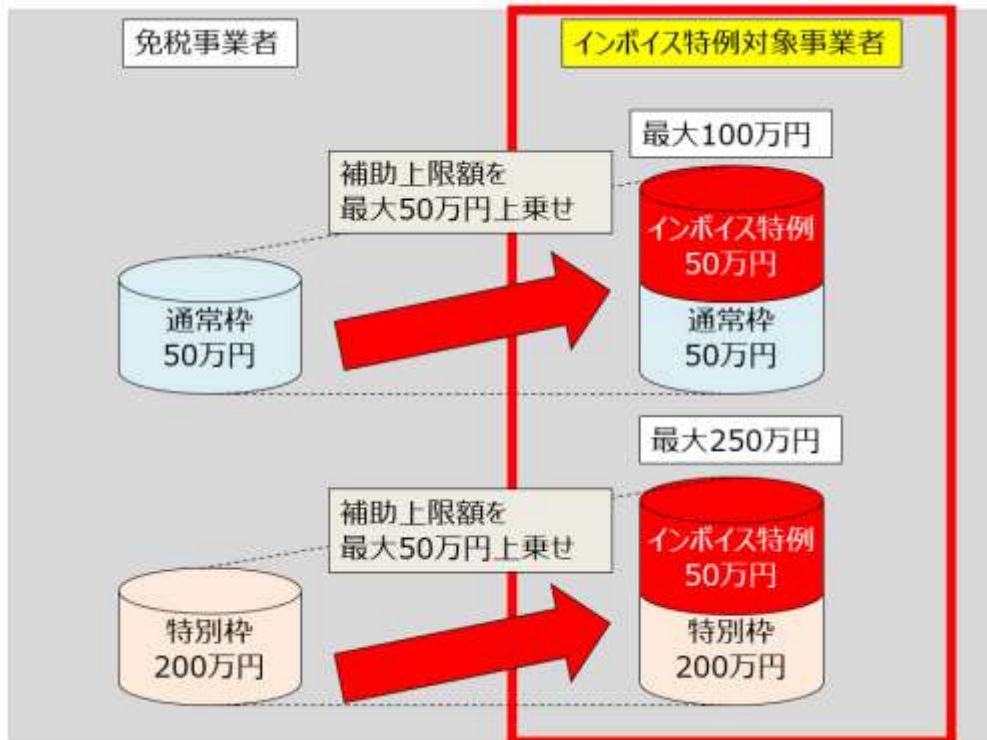 免税事業者
インボイス特例対象事業者
最大100万円
補助上限額を
最大50万円上乗せ
インボイス特例
50万円
通常枠
50万円
通常枠
50万円
最大250万円
補助上限額を
最大50万円上乗せ
インボイス特例
50万円
特別枠
200万円
特別枠
200万円